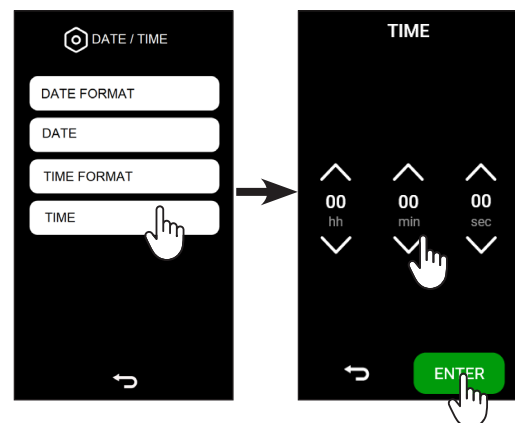 DATE / TIME
DATE FORMAT
DATE
TIME FORMAT
TIME
TIME
00 00 00
hh min sec
ENTER